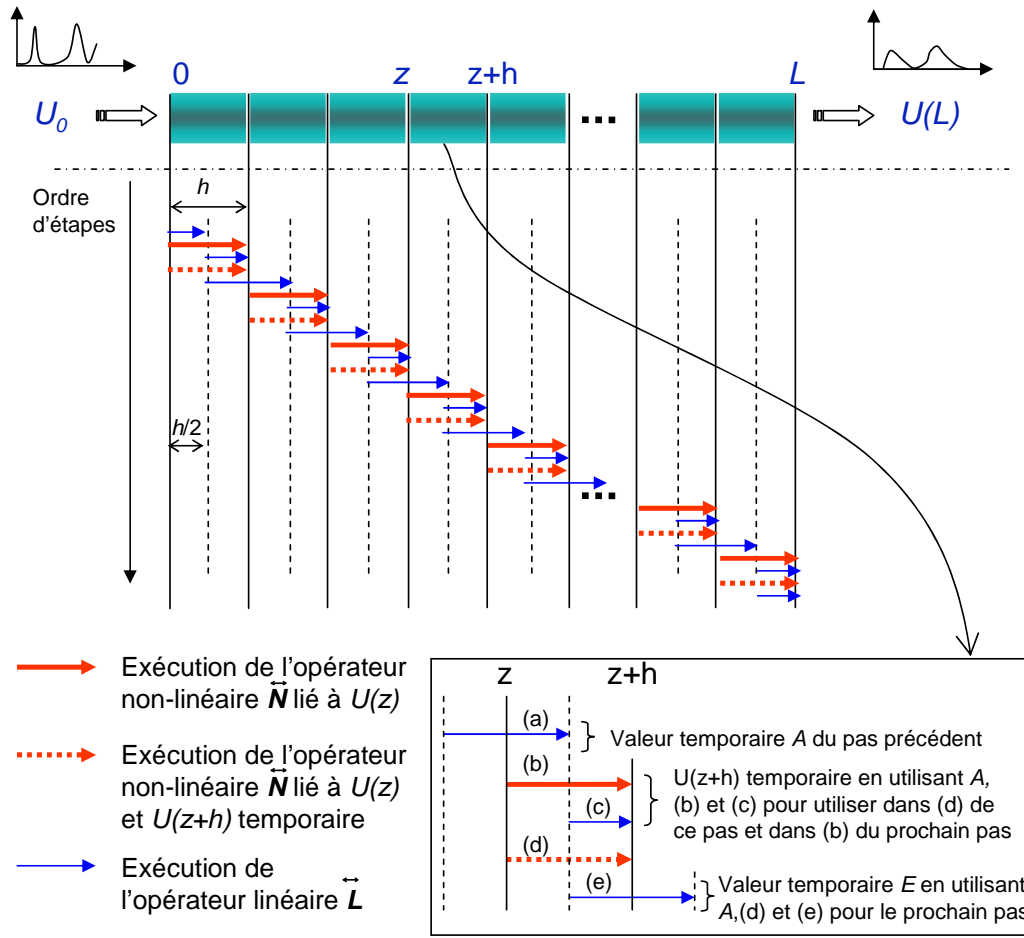 0
z
z+h
L
U0
...
U(L)
Ordre
d'étapes
h
h/2
...
Exécution de l'opérateur
non-linéaire N lié à U(z)
Exécution de l'opérateur
non-linéaire N lié à U(z)
et U(z+h) temporaire
Exécution de
l'opérateur linéaire L
z
z+h
(a)
Valeur temporaire A du pas précédent
(b)
U(z+h) temporaire en utilisant A,
(b) et (c) pour utiliser dans (d) de
ce pas et dans (b) du prochain pas
(c)
(d)
(e)
Valeur temporaire E en utilisant
A,(d) et (e) pour le prochain pas